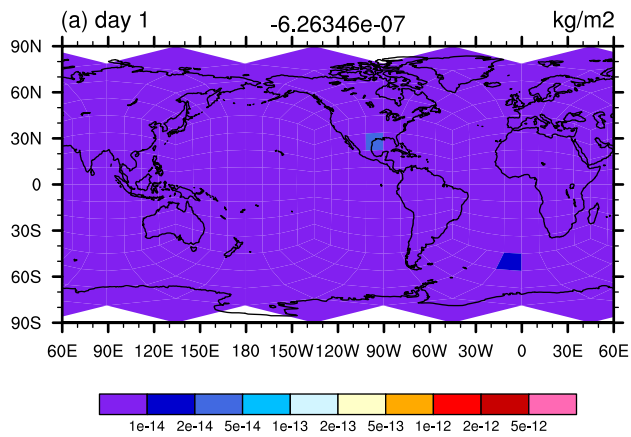 (a) day 1 -6.26346e-07 kg/m2
90N
60N
30N
0
30S
60S
90S
60E 90E 120E 150E 180 150W 120W 90W 60W 30W 0 30E 60E
1e-14 2e-14 5e-14 1e-13 2e-13 5e-13 1e-12 2e-12 5e-12